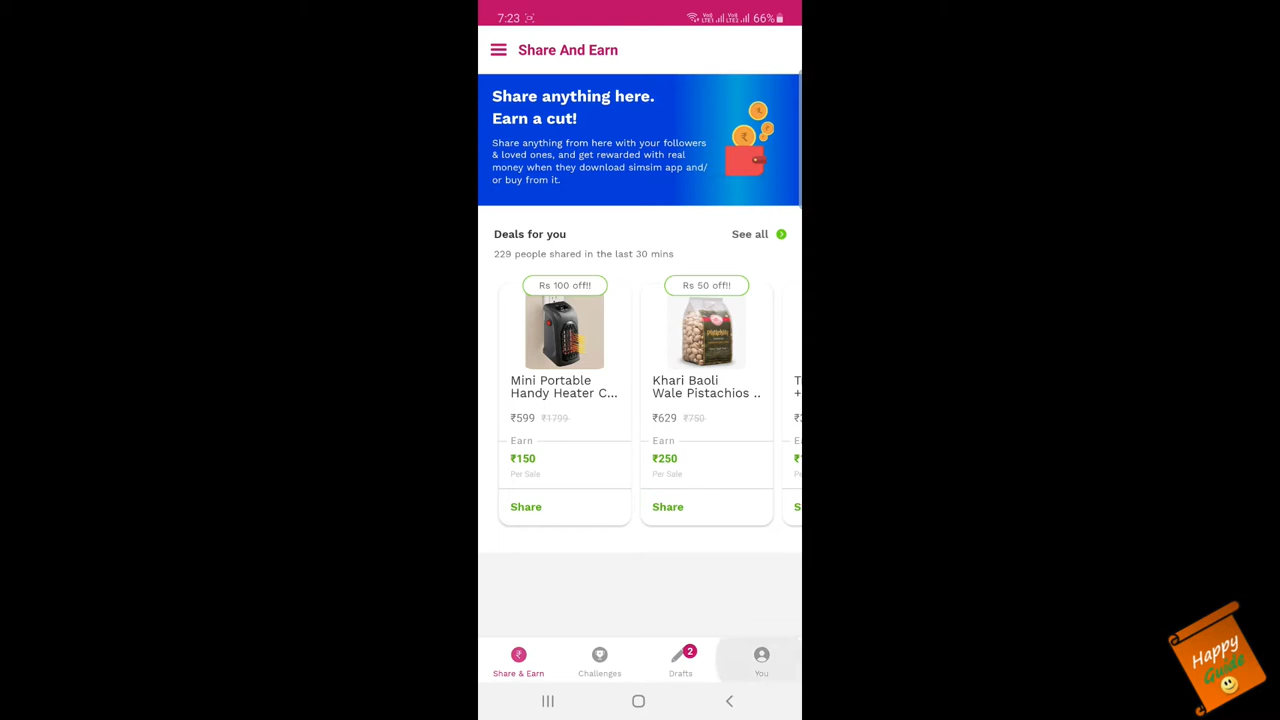 7:23
66%
Share And Earn
Share anything here.
Earn a cut!
Share anything from here with your followers
& loved ones, and get rewarded with real
money when they download simsim app and/
or buy from it.
Deals for you
See all
229 people shared in the last 30 mins
Rs 100 off!!
Rs 50 off!!
Mini Portable
Handy Heater C...
Khari Baoli
Wale Pistachios ..
₹599 ₹1799
₹629 ₹750
Earn
Earn
₹150
₹250
Per Sale
Per Sale
Share
Share
2
Share & Earn
Challenges
Drafts
You
Happy
Guide